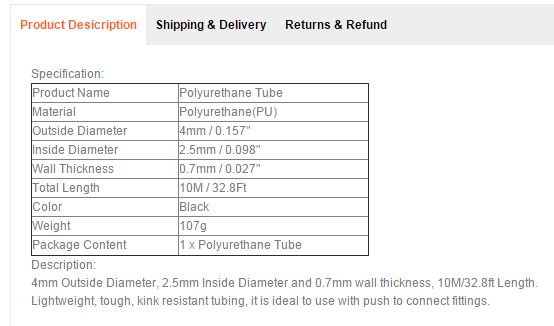 Product Desicription Shipping & Delivery Returns & Refund
Specification:
Product Name Polyurethane Tube
Material Polyurethane(PU)
Outside Diameter 4mm / 0.157"
Inside Diameter 2.5mm / 0.098"
Wall Thickness 0.7mm / 0.027"
Total Length 10M / 32.8Ft
Color Black
Weight 107g
Package Content 1 x Polyurethane Tube
Description:
4mm Outside Diameter, 2.5mm Inside Diameter and 0.7mm wall thickness, 10M/32.8ft Length.
Lightweight, tough, kink resistant tubing, it is ideal to use with push to connect fittings.